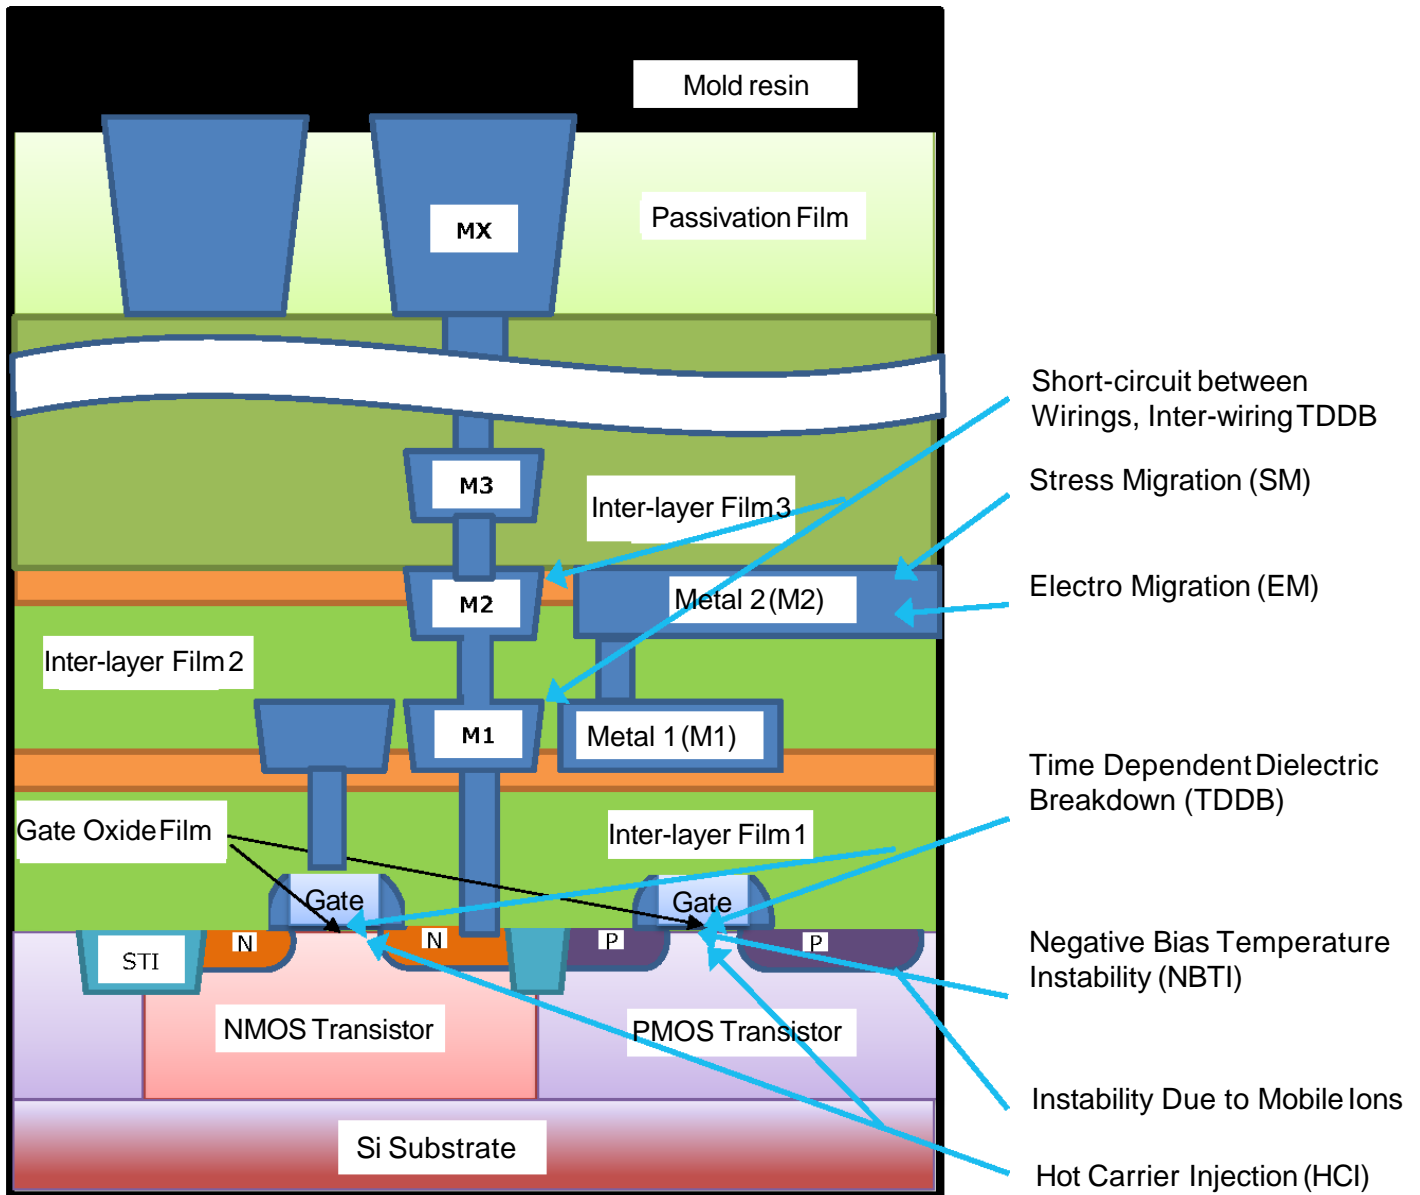 Mold resin
Passivation Film
MX
Short-circuit between
Wirings, Inter-wiring TDDB
M3
Stress Migration (SM)
Inter-layer Film 3
Electro Migration (EM)
M2
Metal 2 (M2)
Inter-layer Film 2
M1
Metal 1 (M1)
Time Dependent Dielectric
Breakdown (TDDB)
Gate Oxide Film
Inter-layer Film 1
Gate
Gate
N
N
P
P
STI
Negative Bias Temperature
Instability (NBTI)
NMOS Transistor
PMOS Transistor
Instability Due to Mobile Ions
Si Substrate
Hot Carrier Injection (HCI)